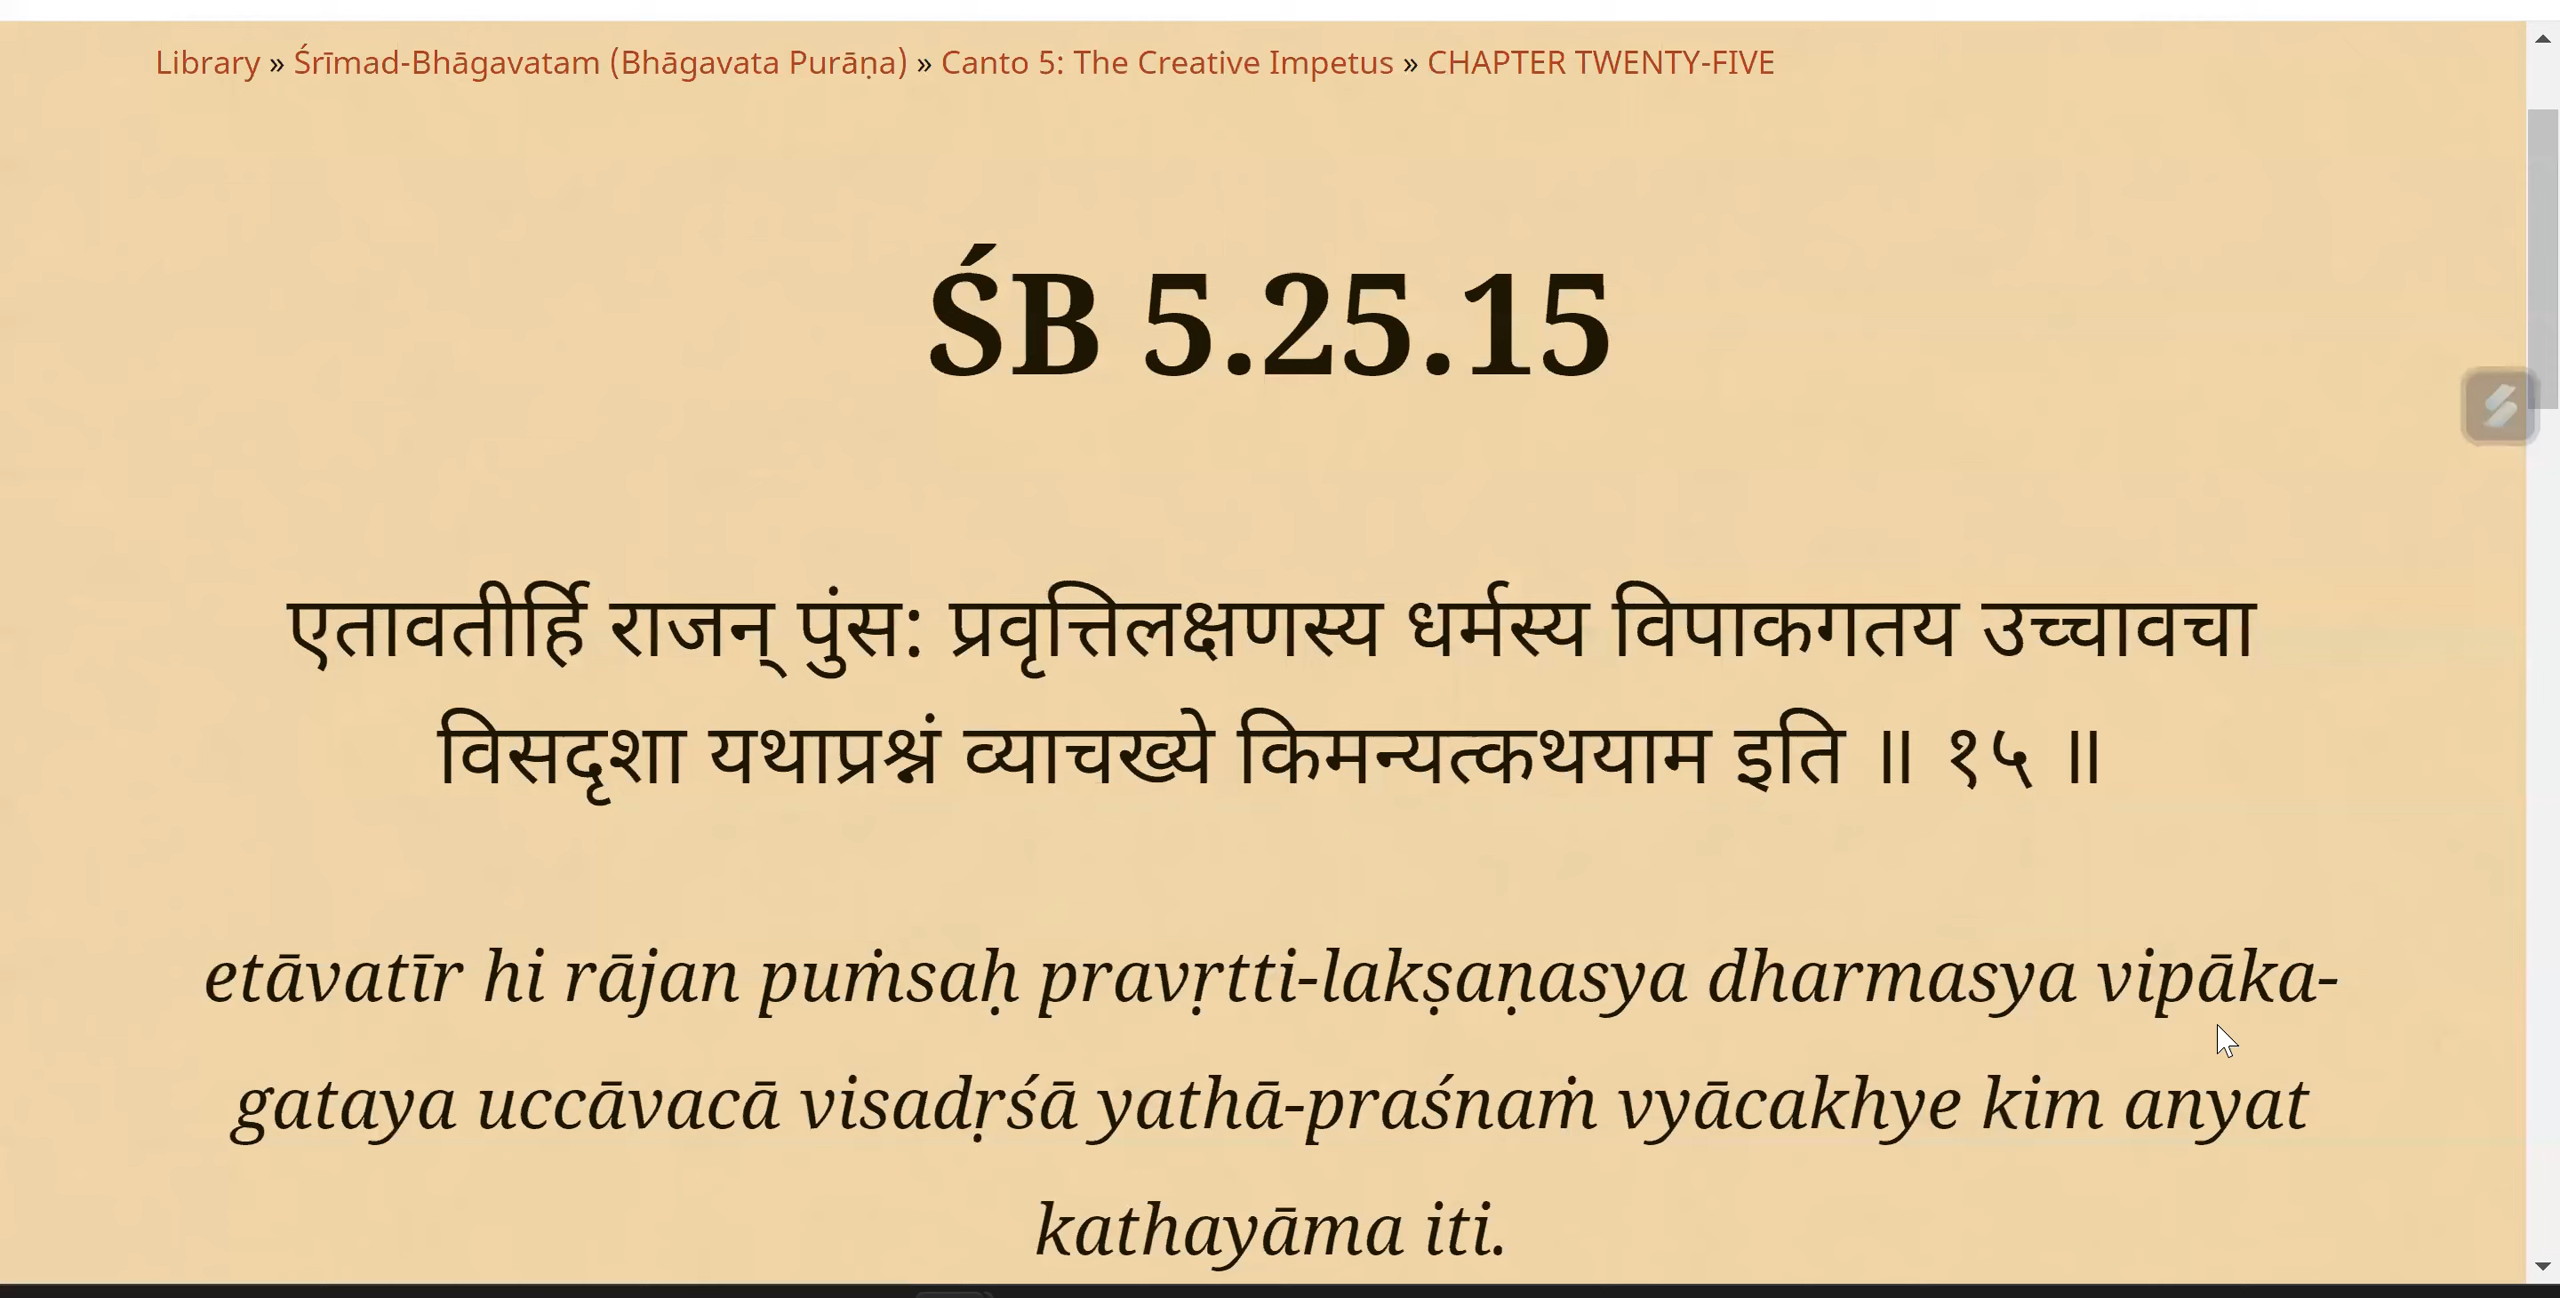 Library » Śrīmad-Bhāgavatam (Bhāgavata Purāṇa) » Canto 5: The Creative Impetus » CHAPTER TWENTY-FIVE
ŚB 5.25.15
एतावतीर्हि राजन् पुंस: प्रवृत्तिलक्षणस्य धर्मस्य विपाकगतय उच्चावचा
विसदृशा यथाप्रश्नं व्याचख्ये किमन्यत्कथयाम इति ॥ १५ ॥
etāvatīr hi rājan puṁsaḥ pravṛtti-lakṣaṇasya dharmasya vipāka-
gataya uccāvacā visadṛśā yathā-praśnaṁ vyācakhye kim anyat
kathayāma iti.